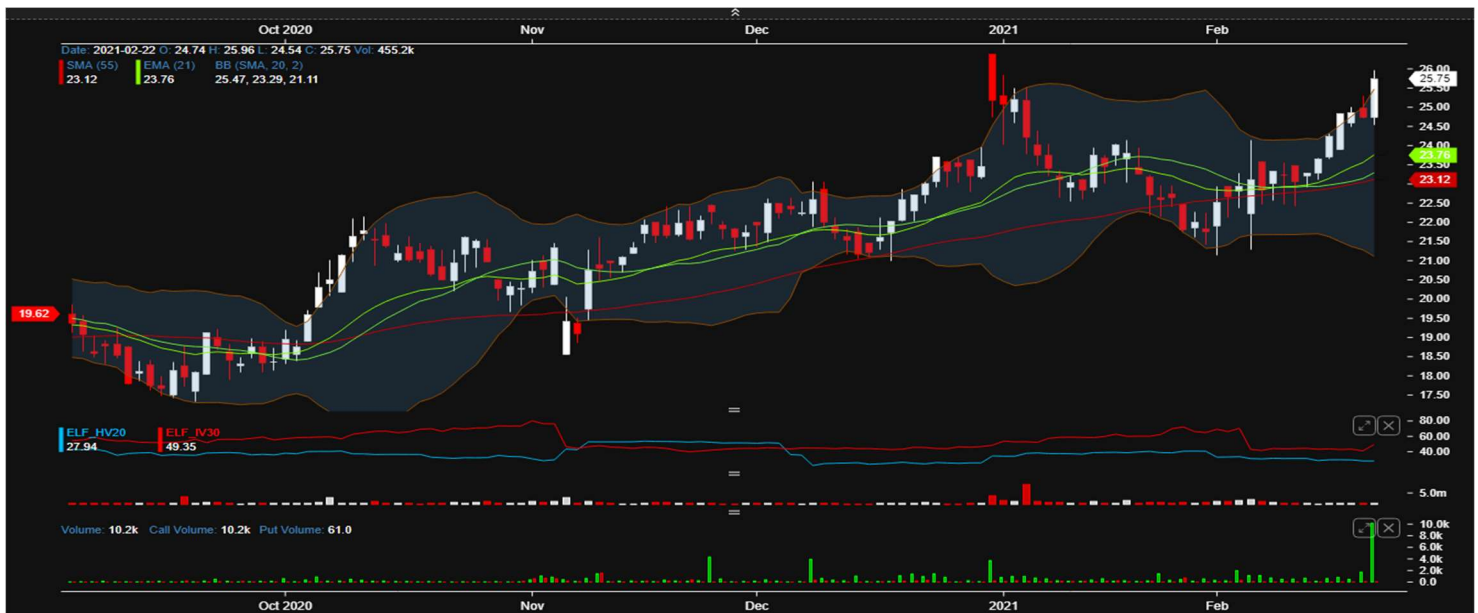 Oct 2020 Nov Dec 2021 Feb
Date: 2021-02-22 O: 24.74 H: 25.96 L: 24.54 C: 25.75 Vol: 455.2k
SMA (55) EMA (21) BB (SMA, 20, 2)
23.12 23.76 25.47, 23.29, 21.11
26.00
25.75
25.50
25.00
24.50
24.00
23.76
23.50
23.12
22.50
22.00
21.50
21.00
20.50
20.00
19.62 19.50
19.00
18.50
18.00
17.50
80.00
ELF_HV20 ELF_IV30 60.00
27.94 49.35 40.00
5.0m
Volume: 10.2k Call Volume: 10.2k Put Volume: 61.0 10.0k
8.0k
6.0k
4.0k
2.0k
0.0
Oct 2020 Nov Dec 2021 Feb